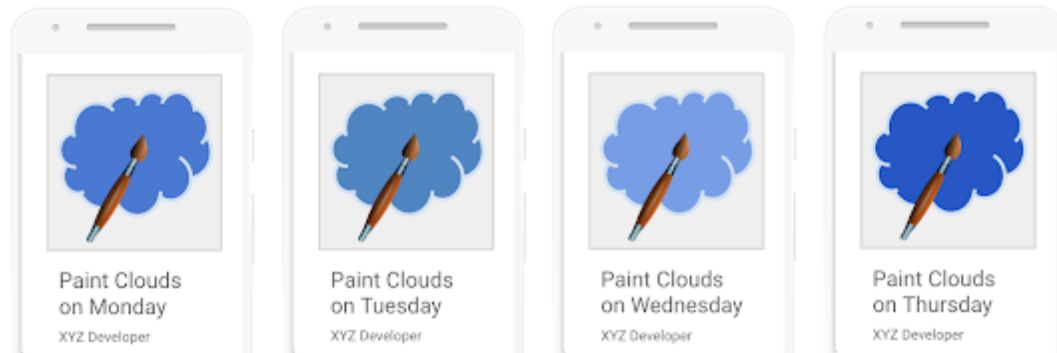 Paint Clouds
on Monday
XYZ Developer
Paint Clouds
on Tuesday
XYZ Developer
Paint Clouds
on Wednesday
XYZ Developer
Paint Clouds
on Thursday
XYZ Developer